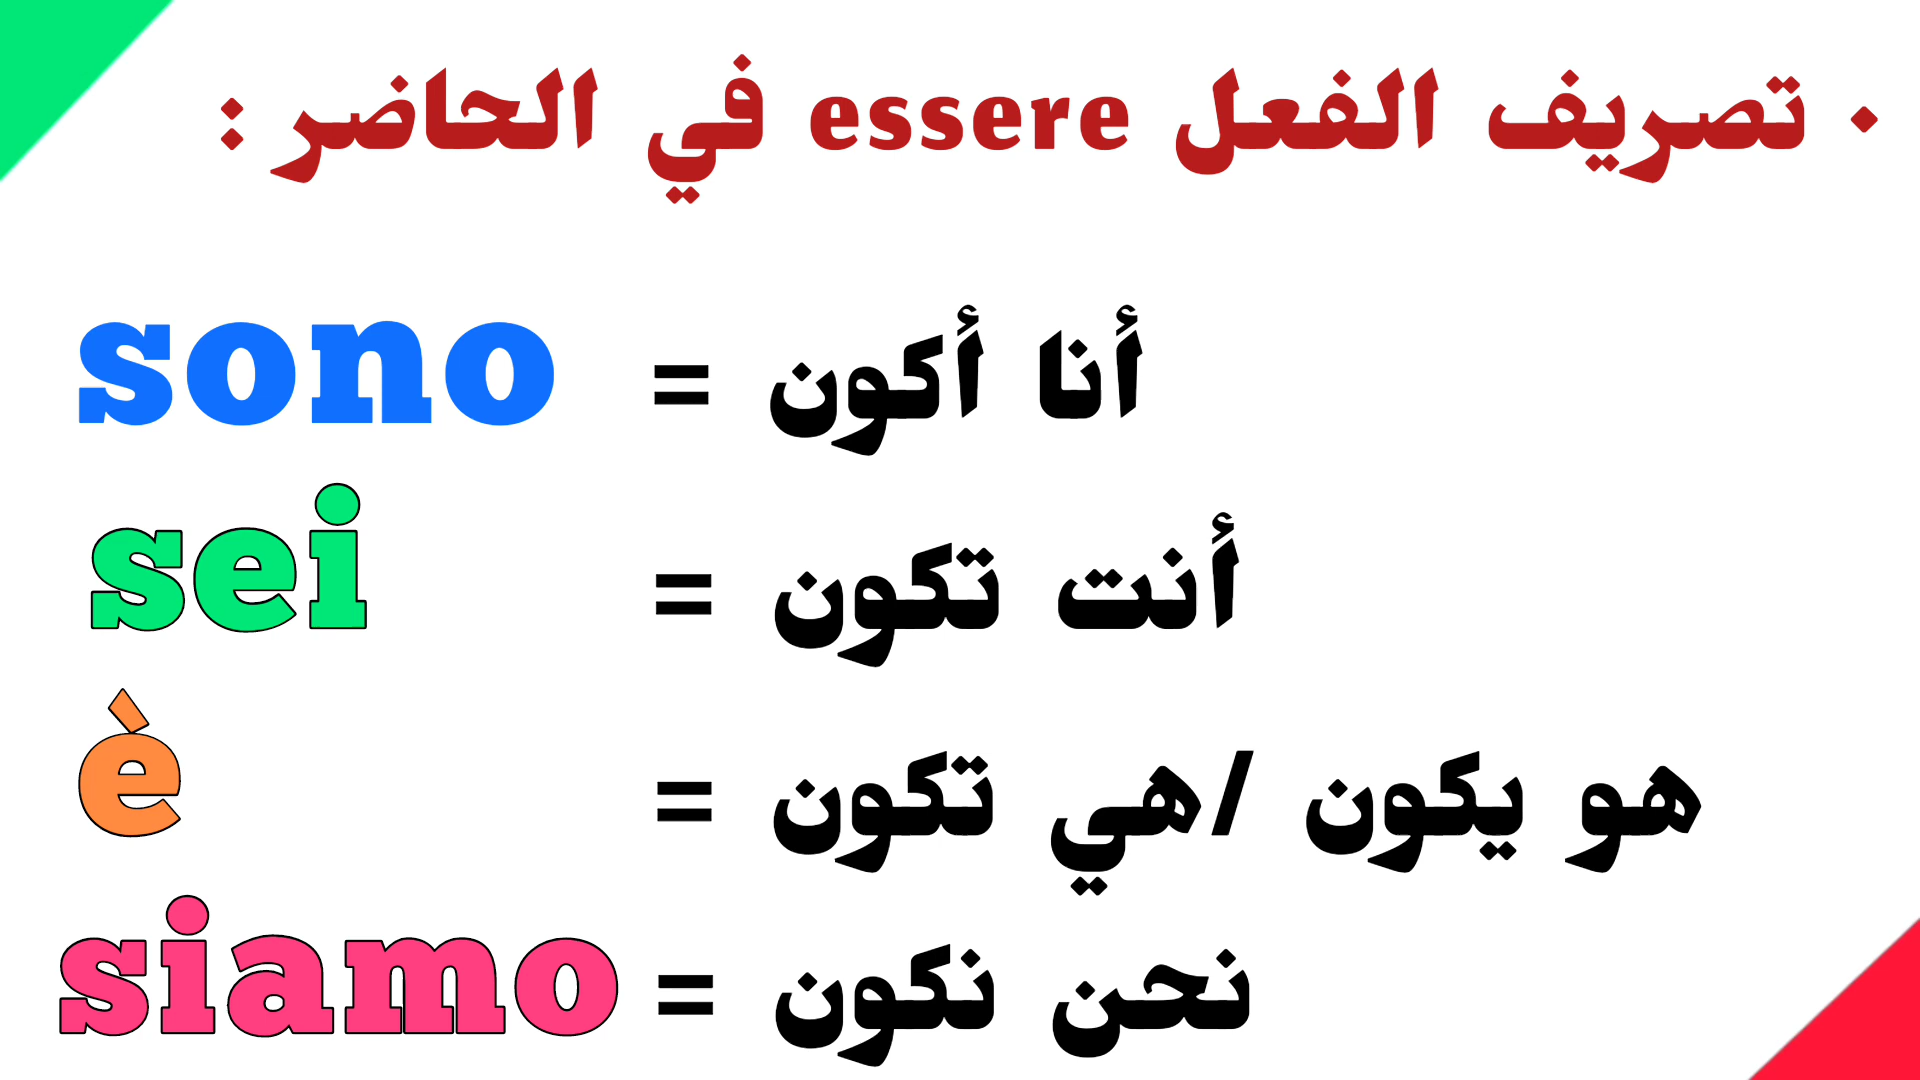 • تصريف الفعل essere في الحاضر :
sono = أنا أكون
sei = أنت تكون
è = هو يكون /هي تكون
siamo = نحن نكون